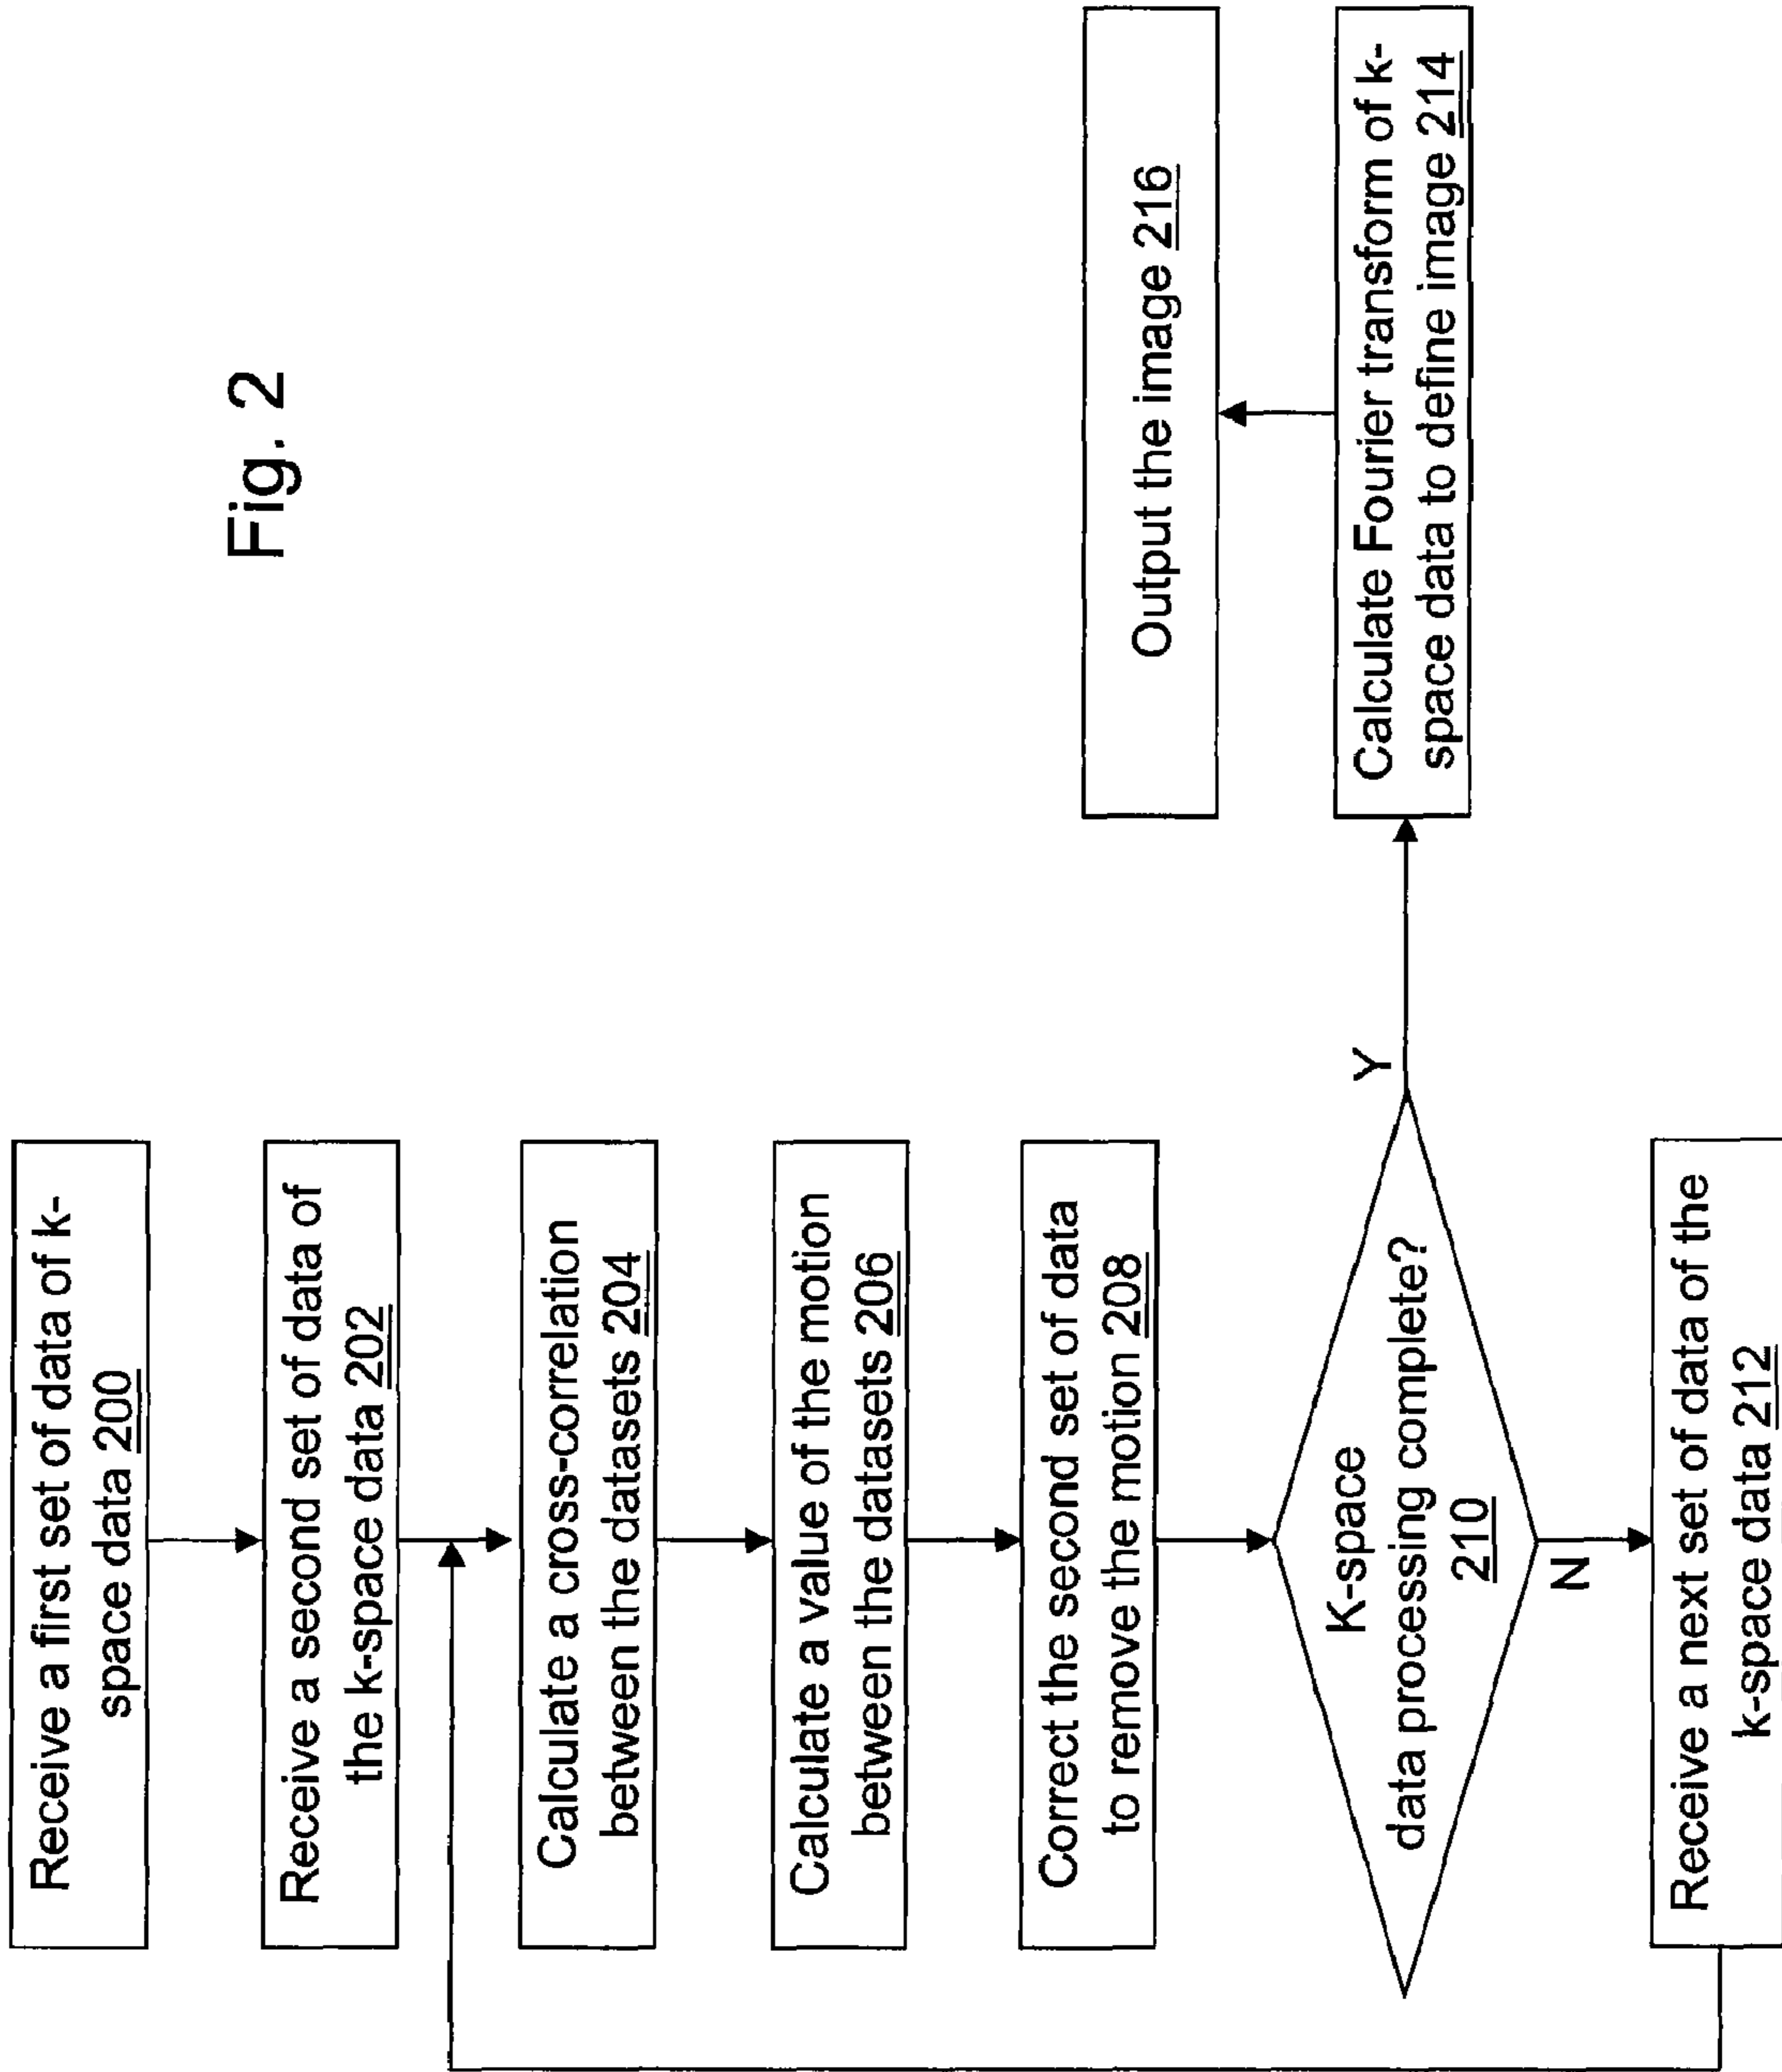 Fig. 2
Receive a first set of data of k-
space data 200
Receive a second set of data of
the k-space data 202
Calculate a cross-correlation
between the datasets 204
Calculate a value of the motion
between the datasets 206
Correct the second set of data
to remove the motion 208
K-space
data processing complete?
210
Y
N
Receive a next set of data of the
k-space data 212
Calculate Fourier transform of k-
space data to define image 214
Output the image 216